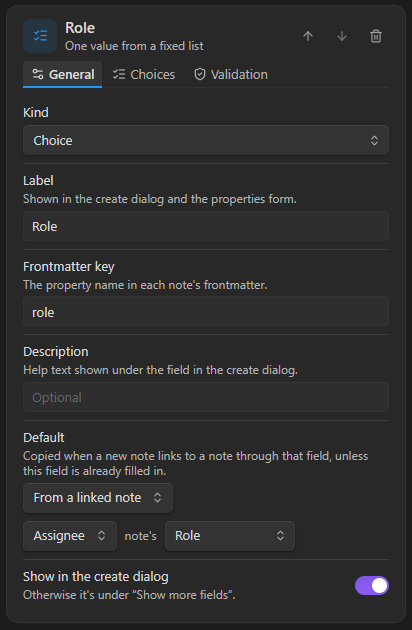 Role
One value from a fixed list
General Choices Validation
Kind
Choice
Label
Shown in the create dialog and the properties form.
Role
Frontmatter key
The property name in each note's frontmatter.
role
Description
Help text shown under the field in the create dialog.
Optional
Default
Copied when a new note links to a note through that field, unless
this field is already filled in.
From a linked note
Assignee note's Role
Show in the create dialog
Otherwise it's under “Show more fields”.